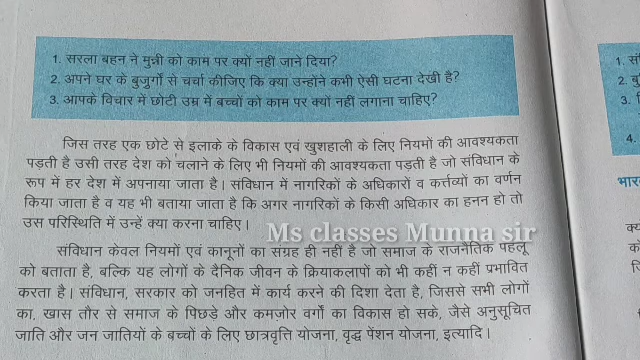 1. सरला बहन ने मुन्नी को काम पर क्यों नहीं जाने दिया?
2. अपने घर के बुजुर्गों से चर्चा कीजिए कि क्या उन्होंने कभी ऐसी घटना देखी है?
3. आपके विचार में छोटी उम्र में बच्चों को काम पर क्यों नहीं लगाना चाहिए?
जिस तरह एक छोटे से इलाके के विकास एवं खुशहाली के लिए नियमों की आवश्यकता
पड़ती है उसी तरह देश को चलाने के लिए भी नियमों की आवश्यकता पड़ती है जो संविधान के
रूप में हर देश में अपनाया जाता है। संविधान में नागरिकों के अधिकारों व कर्त्तव्यों का वर्णन
किया जाता है व यह भी बताया जाता है कि अगर नागरिकों के किसी अधिकार का हनन हो तो
उस परिस्थिति में उन्हें क्या करना चाहिए।
Ms classes Munna sir
संविधान केवल नियमों एवं कानूनों का संग्रह ही नहीं है जो समाज के राजनैतिक पहलू
को बताता है, बल्कि यह लोगों के दैनिक जीवन के क्रियाकलापों को भी कहीं न कहीं प्रभावित
करता है। संविधान, सरकार को जनहित में कार्य करने की दिशा देता है, जिससे सभी लोगों
का, खास तौर से समाज के पिछड़े और कमज़ोर वर्गों का विकास हो सके, जैसे अनुसूचित
जाति और जन जातियों के बच्चों के लिए छात्रवृत्ति योजना, वृद्ध पेंशन योजना, इत्यादि।
1.
2.
3.
4.